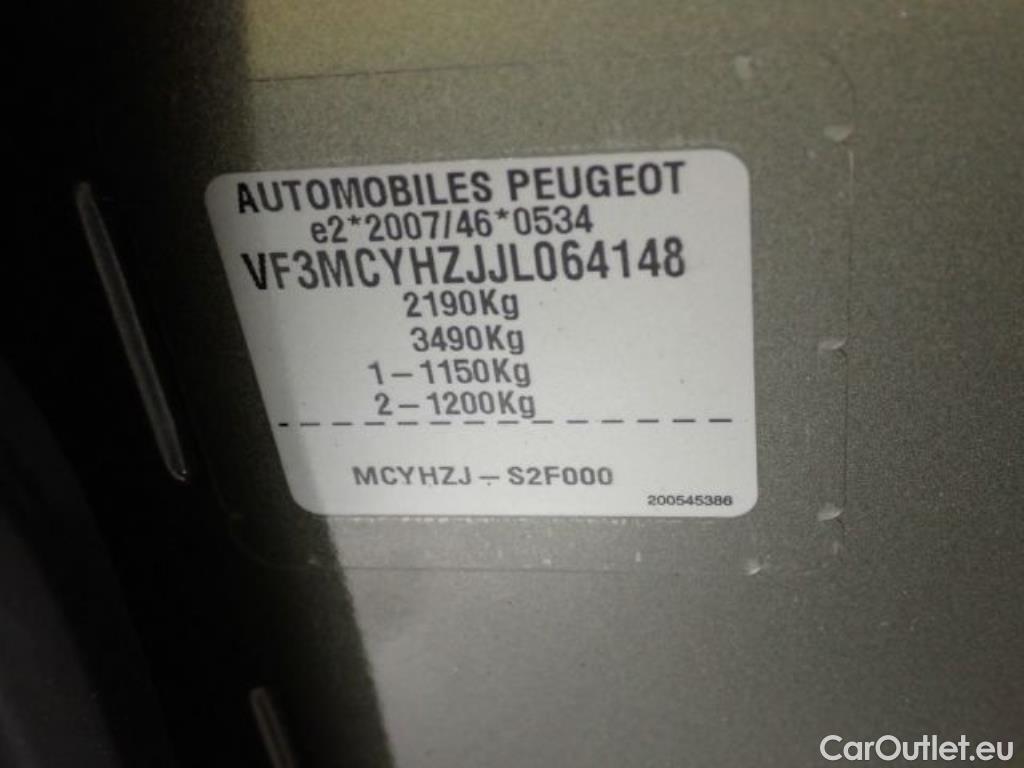 AUTOMOBILES PEUGEOT
e2*2007/46*0534
VF3MCYHZJJL064148
2190Kg
3490Kg
1-1150Kg
2-1200Kg
MCYHZJ-S2F000
200545386
CarOutlet.eu